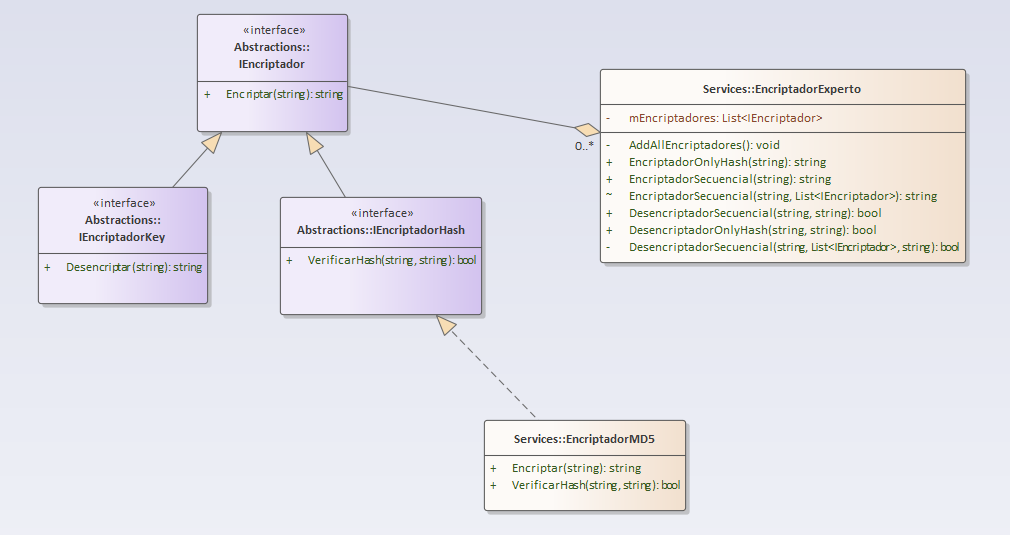 «interface»
Abstractions::
IEncriptador
+ Encriptar(string): string
Services::EncriptadorExperto
- mEncriptadores: List<IEncriptador>
- AddAllEncriptadores(): void
+ EncriptadorOnlyHash(string): string
+ EncriptadorSecuencial(string): string
~ EncriptadorSecuencial(string, List<IEncriptador>): string
+ DesencriptadorSecuencial(string, string): bool
+ DesencriptadorOnlyHash(string, string): bool
- DesencriptadorSecuencial(string, List<IEncriptador>, string): bool
0..*
«interface»
Abstractions::
IEncriptadorKey
+ Desencriptar(string): string
«interface»
Abstractions::IEncriptadorHash
+ VerificarHash(string, string): bool
Services::EncriptadorMD5
+ Encriptar(string): string
+ VerificarHash(string, string): bool